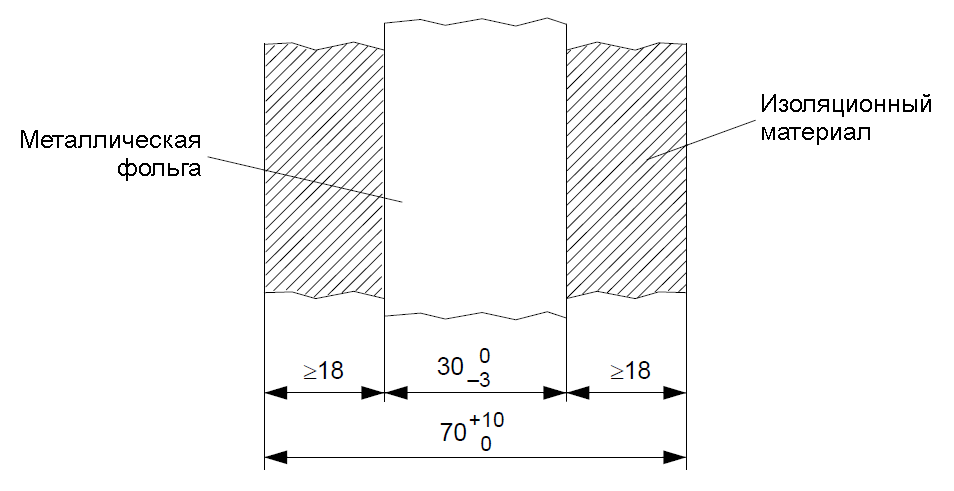 Изоляционный
материал
Металлическая
фольга
≥18
30 0 –3
≥18
70 +10 0